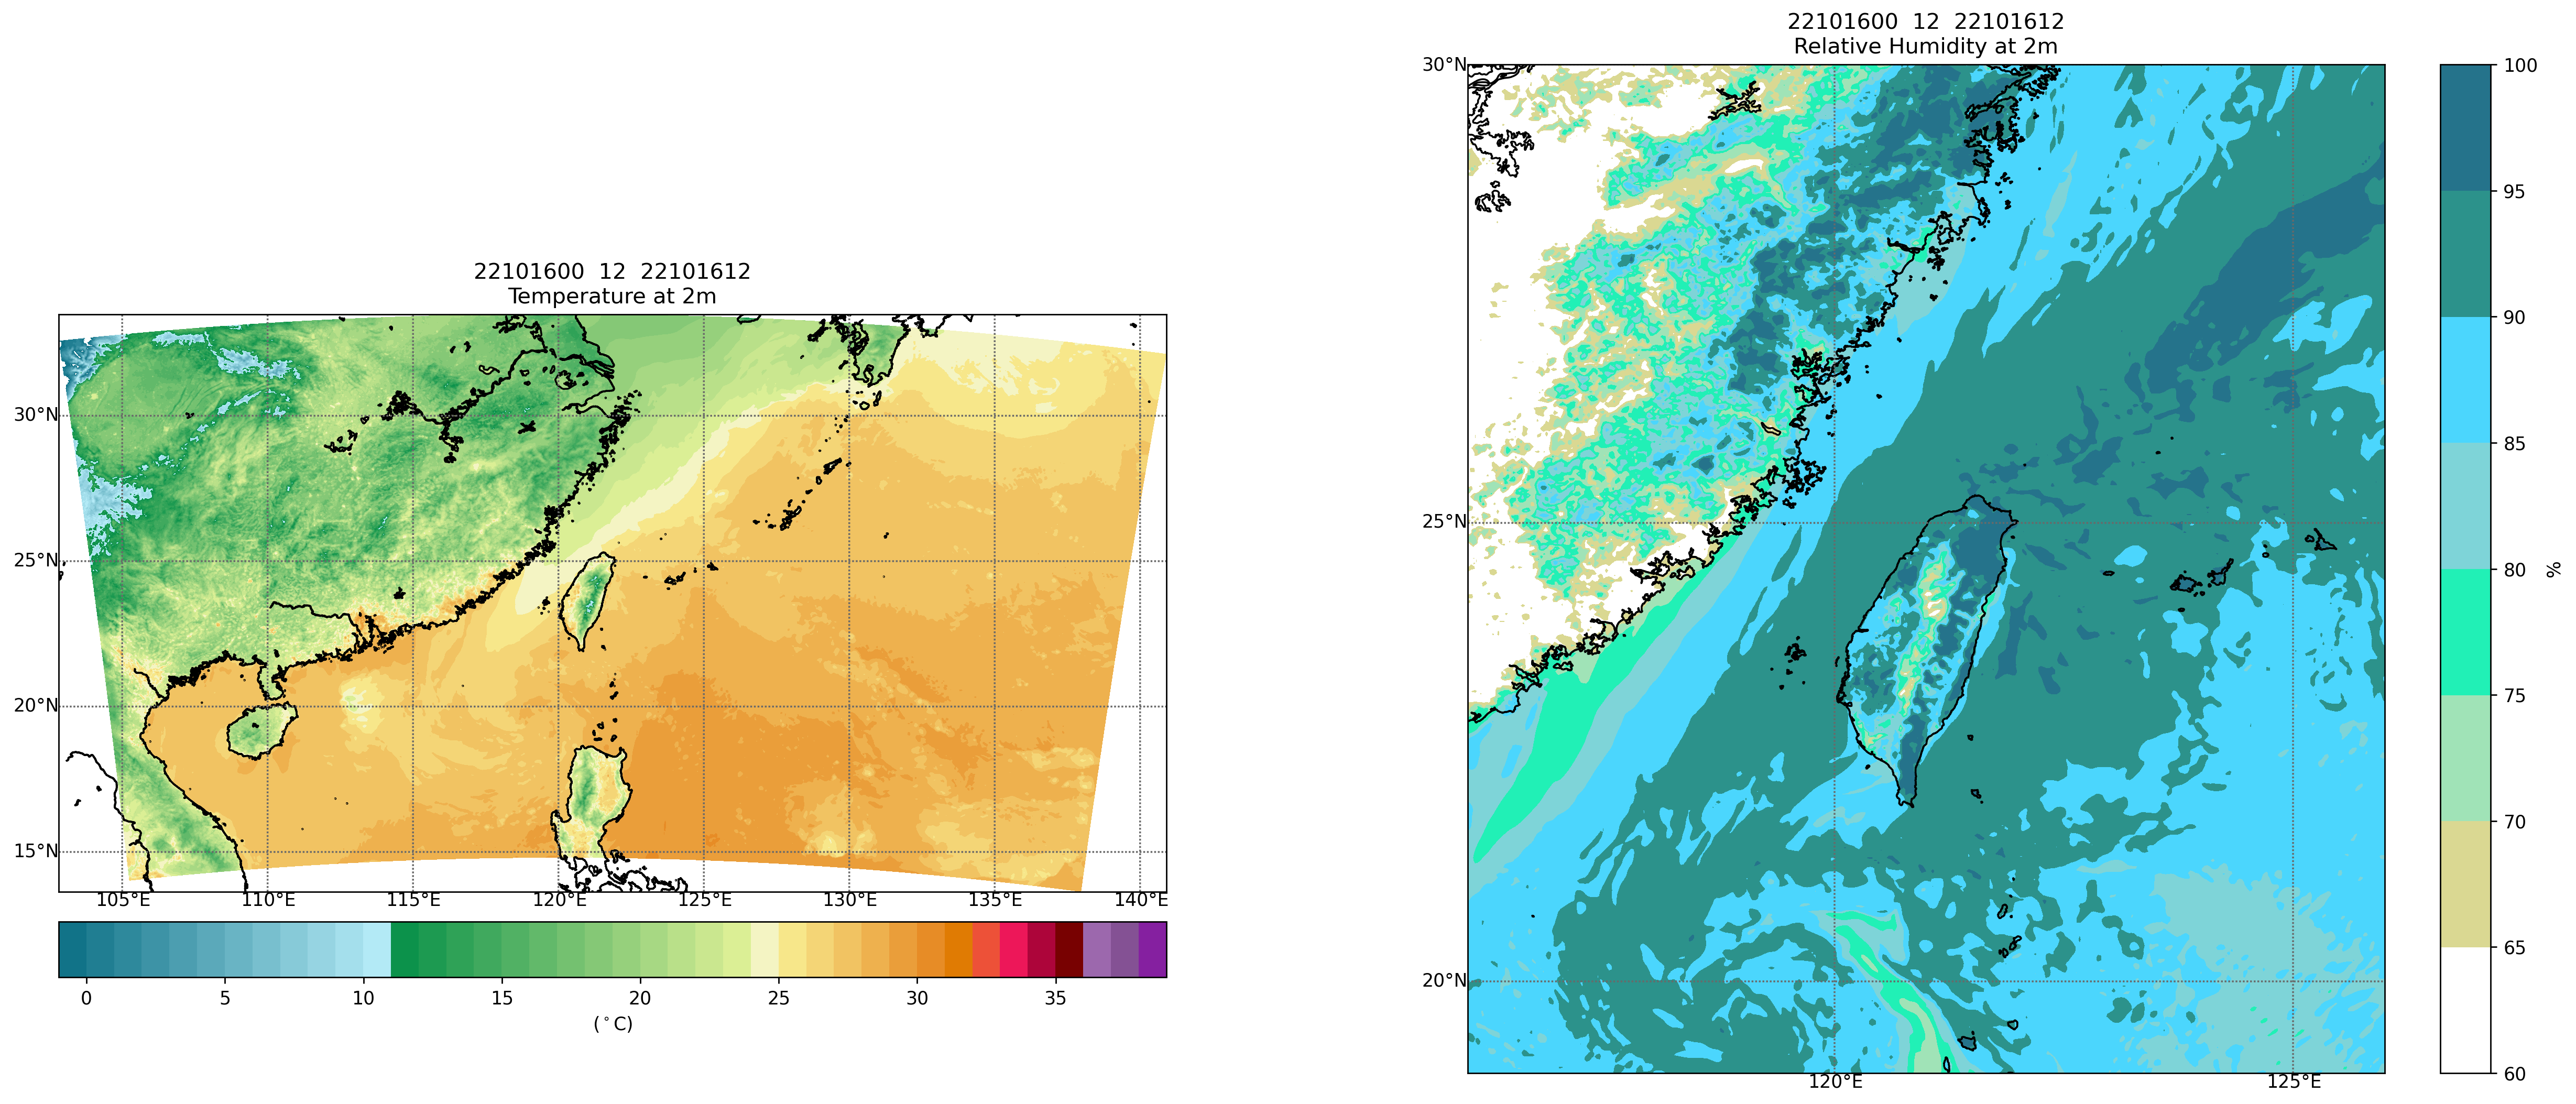 22101600  12  22101612
Temperature at 2m
30°N
25°N
20°N
15°N
105°E 110°E 115°E 120°E 125°E 130°E 135°E 140°E
0 5 10 15 20 25 30 35
(°C)
22101600  12  22101612
Relative Humidity at 2m
30°N
25°N
20°N
120°E 125°E
100
95
90
85
80
75
70
65
60
%